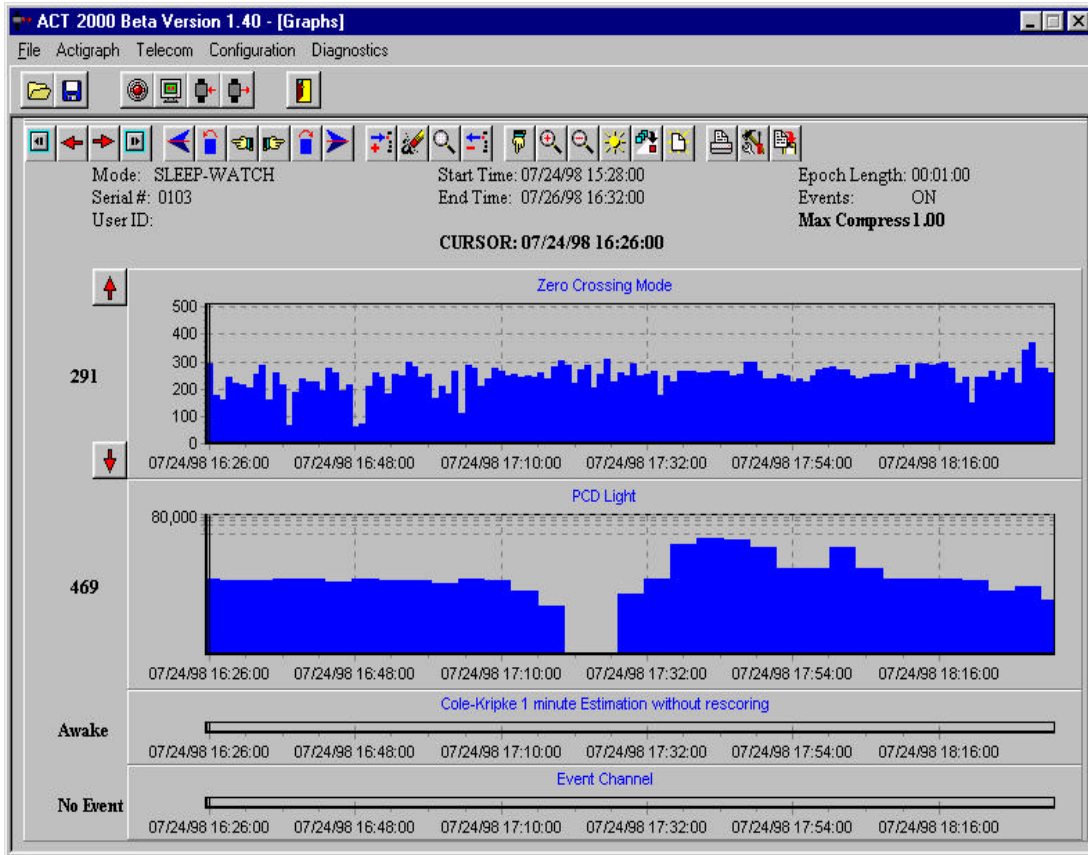 ACT 2000 Beta Version 1.40 - [Graphs]
File Actigraph Telecom Configuration Diagnostics
Mode: SLEEP-WATCH Start Time: 07/24/98 15:28:00 Epoch Length: 00:01:00
Serial #: 0103 End Time: 07/26/98 16:32:00 Events: ON
User ID: Max Compress 1.00
CURSOR: 07/24/98 16:26:00
Zero Crossing Mode
500
400
300
291
200
100
0
07/24/98 16:26:00 07/24/98 16:48:00 07/24/98 17:10:00 07/24/98 17:32:00 07/24/98 17:54:00 07/24/98 18:16:00
PCD Light
80,000
469
07/24/98 16:26:00 07/24/98 16:48:00 07/24/98 17:10:00 07/24/98 17:32:00 07/24/98 17:54:00 07/24/98 18:16:00
Cole-Kripke 1 minute Estimation without rescoring
Awake
07/24/98 16:26:00 07/24/98 16:48:00 07/24/98 17:10:00 07/24/98 17:32:00 07/24/98 17:54:00 07/24/98 18:16:00
Event Channel
No Event
07/24/98 16:26:00 07/24/98 16:48:00 07/24/98 17:10:00 07/24/98 17:32:00 07/24/98 17:54:00 07/24/98 18:16:00